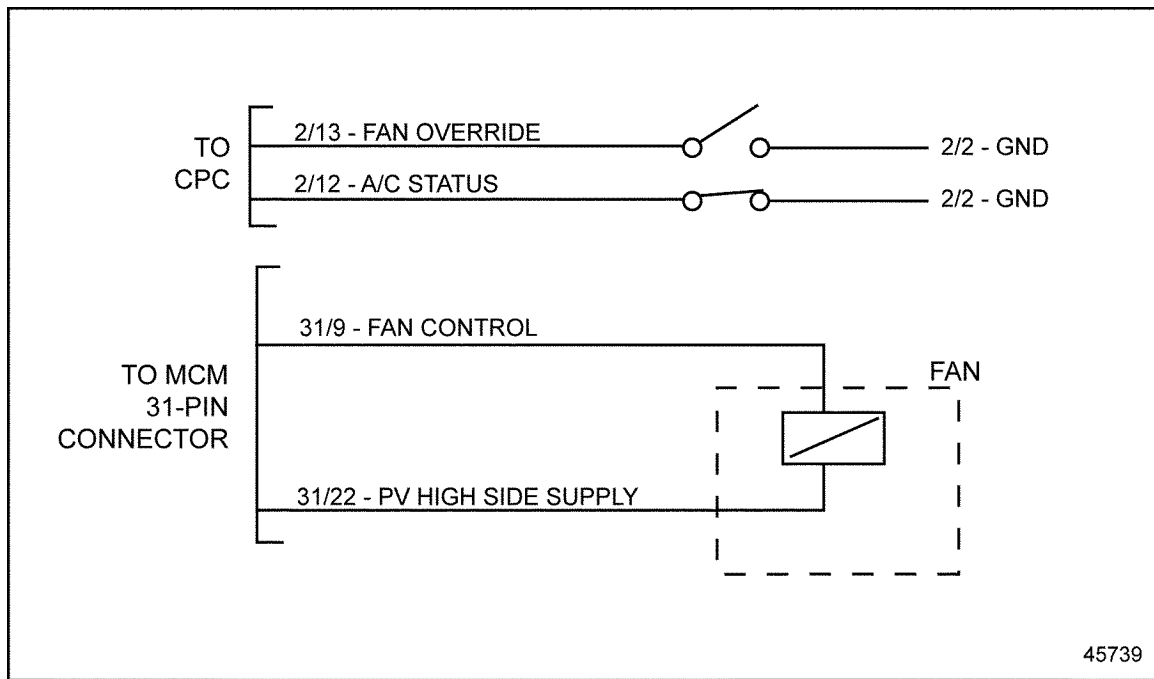 TO
CPC
2/13 - FAN OVERRIDE
2/2 - GND
2/12 - A/C STATUS
2/2 - GND
TO MCM
31-PIN
CONNECTOR
31/9 - FAN CONTROL
FAN
31/22 - PV HIGH SIDE SUPPLY
45739